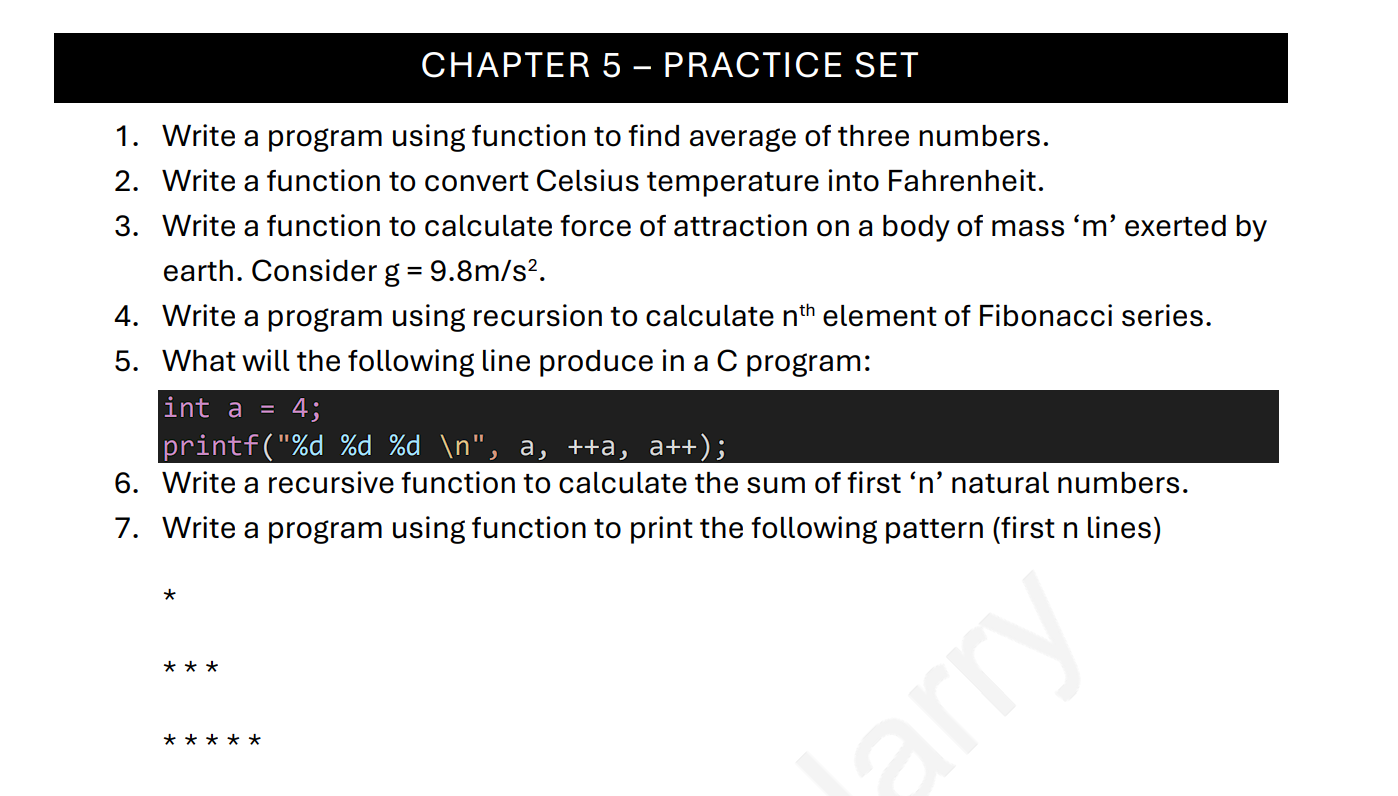 CHAPTER 5 – PRACTICE SET
1. Write a program using function to find average of three numbers.
2. Write a function to convert Celsius temperature into Fahrenheit.
3. Write a function to calculate force of attraction on a body of mass ‘m’ exerted by
earth. Consider g = 9.8m/s².
4. Write a program using recursion to calculate nᵗʰ element of Fibonacci series.
5. What will the following line produce in a C program:
int a = 4;
printf("%d %d %d \n", a, ++a, a++);
6. Write a recursive function to calculate the sum of first ‘n’ natural numbers.
7. Write a program using function to print the following pattern (first n lines)
*
* * *
* * * * *